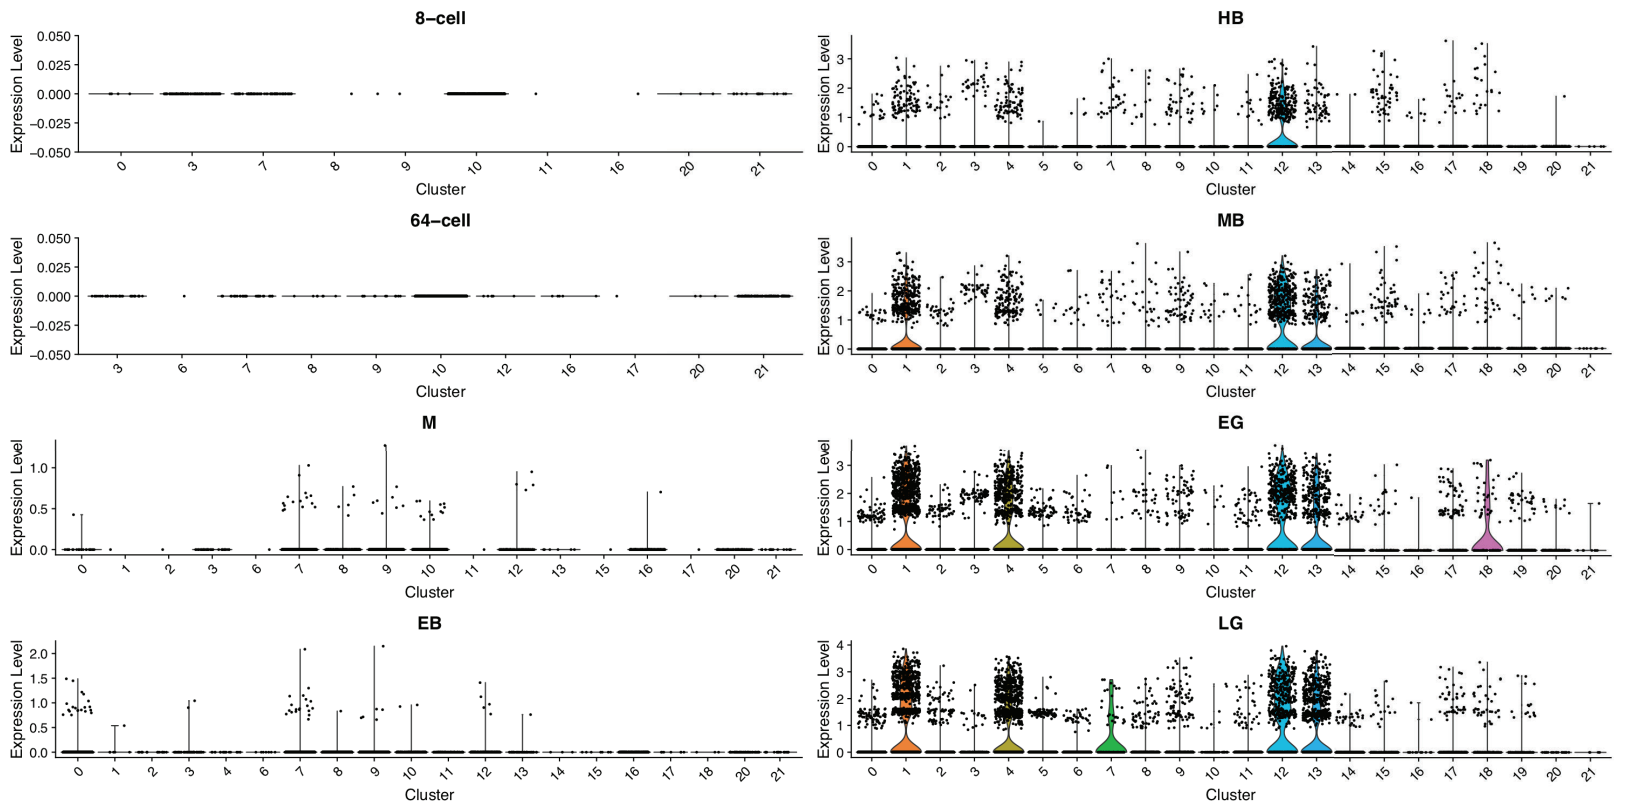 8−cell
Expression Level
0.050
0.025
0.000
−0.025
−0.050
0 3 7 8 9 10 11 16 20 21
Cluster
64−cell
Expression Level
0.050
0.025
0.000
−0.025
−0.050
3 6 7 8 9 10 12 16 17 20 21
Cluster
M
Expression Level
1.0
0.5
0.0
0 1 2 3 4 6 7 8 9 10 11 12 13 15 16 17 20 21
Cluster
EB
Expression Level
2.0
1.5
1.0
0.5
0.0
0 1 2 3 4 6 7 8 9 10 11 12 13 14 15 16 17 18 20 21
Cluster
HB
Expression Level
3
2
1
0
0 1 2 3 4 5 6 7 8 9 10 11 12 13 14 15 16 17 18 19 20 21
Cluster
MB
Expression Level
3
2
1
0
0 1 2 3 4 5 6 7 8 9 10 11 12 13 14 15 16 17 18 19 20 21
Cluster
EG
Expression Level
3
2
1
0
0 1 2 3 4 5 6 7 8 9 10 11 12 13 14 15 16 17 18 19 20 21
Cluster
LG
Expression Level
4
3
2
1
0
0 1 2 3 4 5 6 7 8 9 10 11 12 13 14 15 16 17 18 19 20 21
Cluster